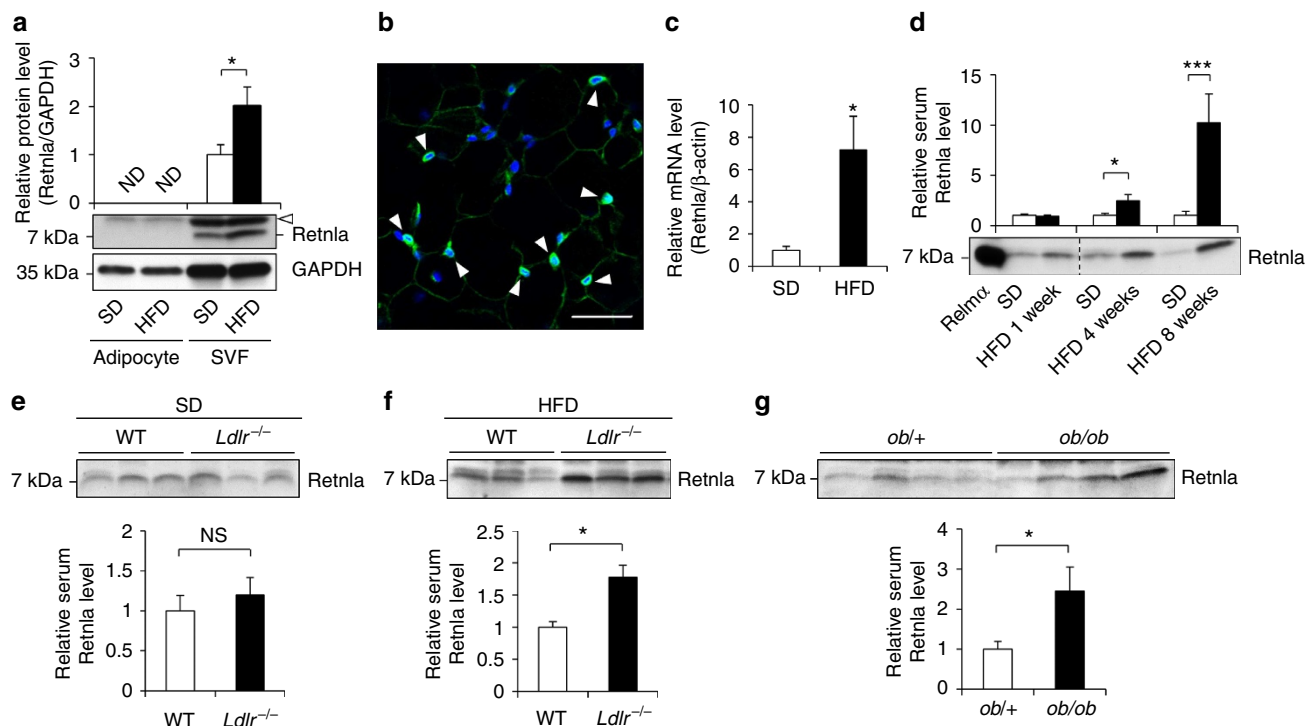 a
Relative protein level
(Retnla/GAPDH)
3
2
1
0
*
ND
ND
7 kDa
Retnla
35 kDa
GAPDH
SD
HFD
SD
HFD
Adipocyte
SVF
b
c
Relative mRNA level
(Retnla/β-actin)
10
8
6
4
2
0
*
SD
HFD
d
Relative serum
Retnla level
15
10
5
0
*
***
7 kDa
Retnla
Relmα
SD
HFD 1 week
SD
HFD 4 weeks
SD
HFD 8 weeks
e
SD
WT
Ldlr−/−
7 kDa
Retnla
Relative serum
Retnla level
2
1.5
1
0.5
0
NS
WT
Ldlr−/−
f
HFD
WT
Ldlr−/−
7 kDa
Retnla
Relative serum
Retnla level
2.5
2
1.5
1
0.5
0
*
WT
Ldlr−/−
g
ob/+
ob/ob
7 kDa
Retnla
Relative serum
Retnla level
4
3
2
1
0
*
ob/+
ob/ob